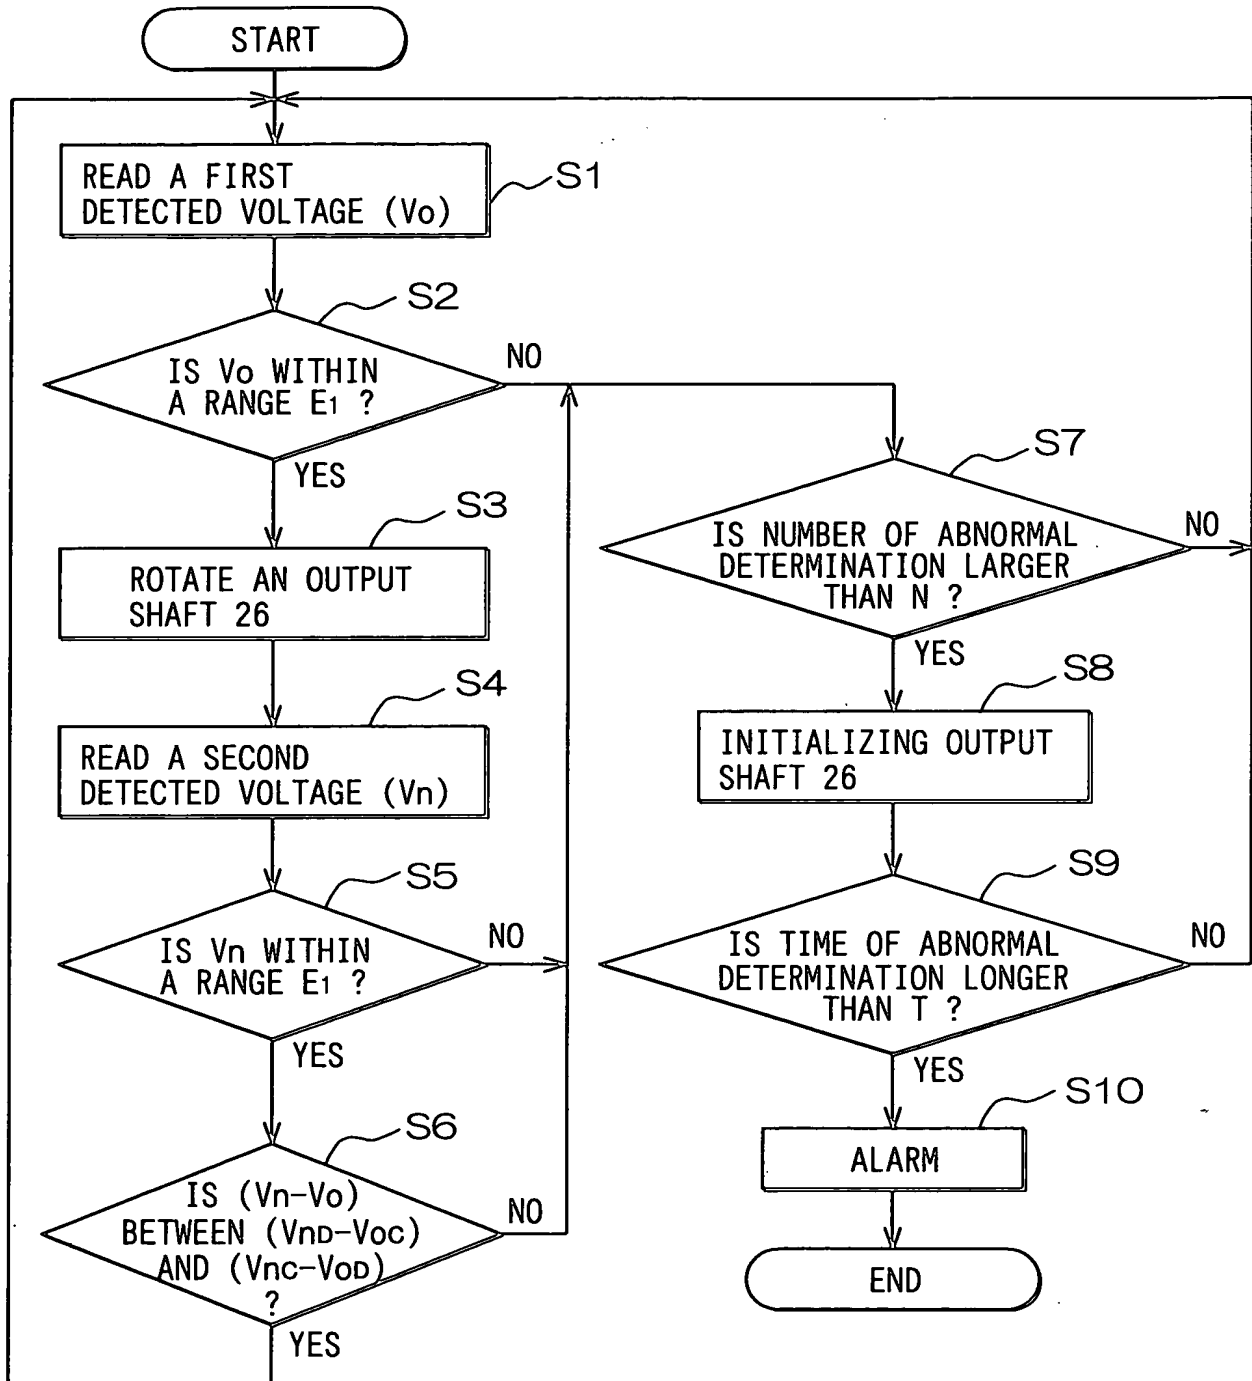 START
READ A FIRST
DETECTED VOLTAGE (Vo)
S1
S2
IS Vo WITHIN
A RANGE E1 ?
NO
YES
S3
ROTATE AN OUTPUT
SHAFT 26
S4
READ A SECOND
DETECTED VOLTAGE (Vn)
S5
IS Vn WITHIN
A RANGE E1 ?
NO
YES
S6
IS (Vn-Vo)
BETWEEN (VnD-VoC)
AND (VnC-VoD)
?
NO
YES
S7
IS NUMBER OF ABNORMAL
DETERMINATION LARGER
THAN N ?
NO
YES
S8
INITIALIZING OUTPUT
SHAFT 26
S9
IS TIME OF ABNORMAL
DETERMINATION LONGER
THAN T ?
NO
YES
S10
ALARM
END